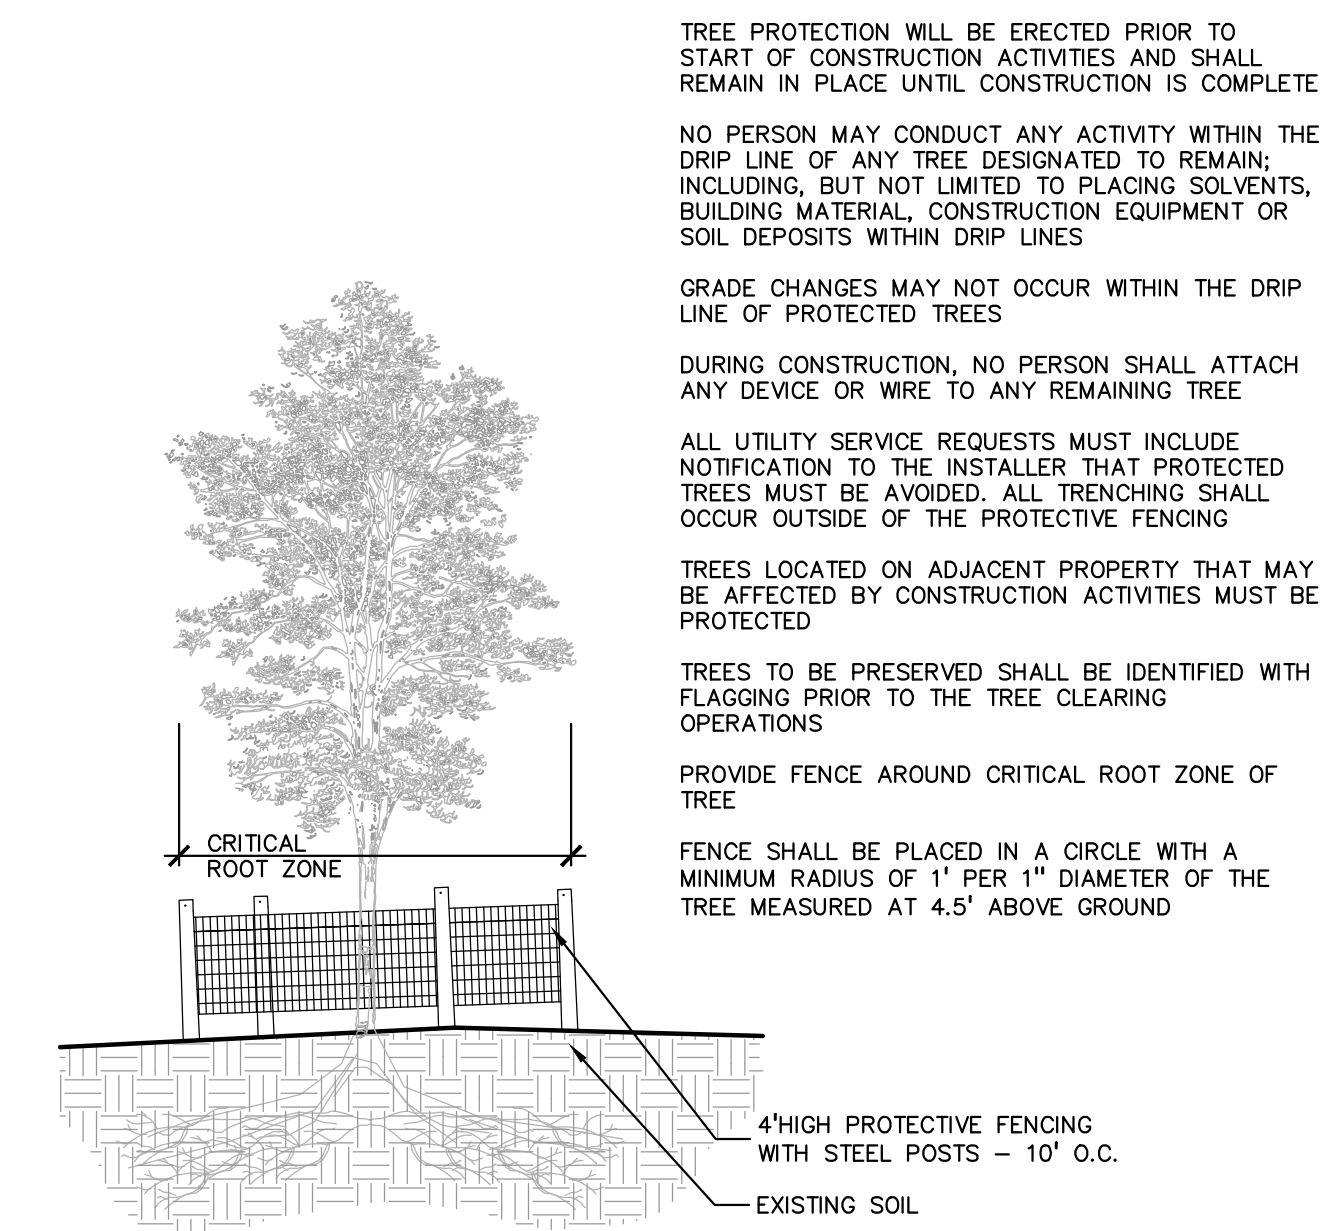 TREE PROTECTION WILL BE ERECTED PRIOR TO
START OF CONSTRUCTION ACTIVITIES AND SHALL
REMAIN IN PLACE UNTIL CONSTRUCTION IS COMPLETE
NO PERSON MAY CONDUCT ANY ACTIVITY WITHIN THE
DRIP LINE OF ANY TREE DESIGNATED TO REMAIN;
INCLUDING, BUT NOT LIMITED TO PLACING SOLVENTS,
BUILDING MATERIAL, CONSTRUCTION EQUIPMENT OR
SOIL DEPOSITS WITHIN DRIP LINES
GRADE CHANGES MAY NOT OCCUR WITHIN THE DRIP
LINE OF PROTECTED TREES
DURING CONSTRUCTION, NO PERSON SHALL ATTACH
ANY DEVICE OR WIRE TO ANY REMAINING TREE
ALL UTILITY SERVICE REQUESTS MUST INCLUDE
NOTIFICATION TO THE INSTALLER THAT PROTECTED
TREES MUST BE AVOIDED. ALL TRENCHING SHALL
OCCUR OUTSIDE OF THE PROTECTIVE FENCING
TREES LOCATED ON ADJACENT PROPERTY THAT MAY
BE AFFECTED BY CONSTRUCTION ACTIVITIES MUST BE
PROTECTED
TREES TO BE PRESERVED SHALL BE IDENTIFIED WITH
FLAGGING PRIOR TO THE TREE CLEARING
OPERATIONS
PROVIDE FENCE AROUND CRITICAL ROOT ZONE OF
TREE
FENCE SHALL BE PLACED IN A CIRCLE WITH A
MINIMUM RADIUS OF 1' PER 1" DIAMETER OF THE
TREE MEASURED AT 4.5' ABOVE GROUND
CRITICAL
ROOT ZONE
4'HIGH PROTECTIVE FENCING
WITH STEEL POSTS – 10' O.C.
EXISTING SOIL